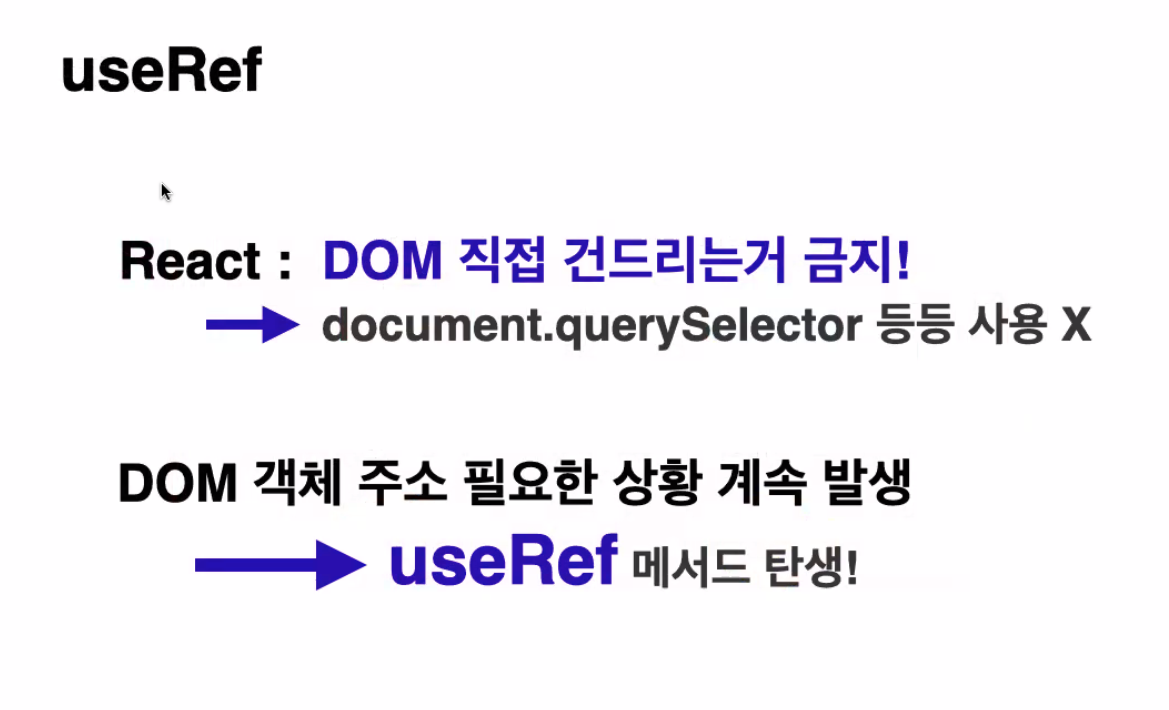 useRef
React : DOM 직접 건드리는거 금지!
document.querySelector 등등 사용 X
DOM 객체 주소 필요한 상황 계속 발생
useRef 메서드 탄생!